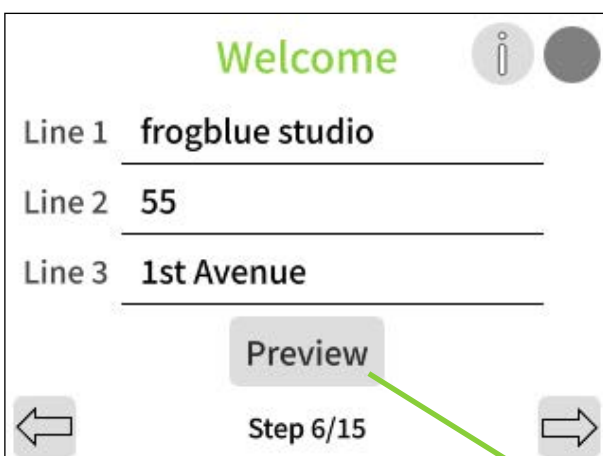 Welcome i
Line 1 frogblue studio
Line 2 55
Line 3 1st Avenue
Preview
Step 6/15